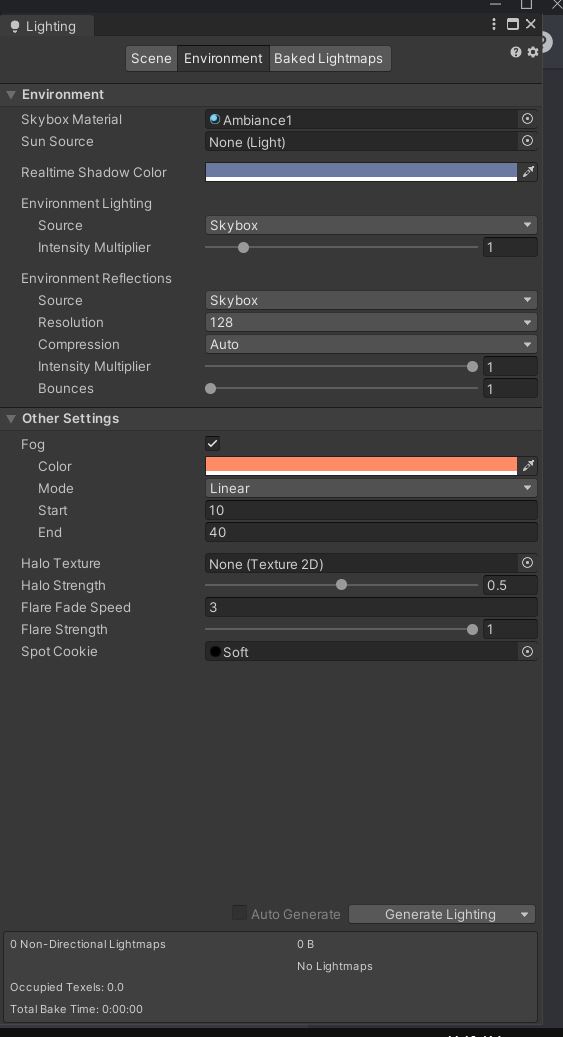 Lighting
Scene Environment Baked Lightmaps
Environment
Skybox Material Ambiance1
Sun Source None (Light)
Realtime Shadow Color
Environment Lighting
Source Skybox
Intensity Multiplier 1
Environment Reflections
Source Skybox
Resolution 128
Compression Auto
Intensity Multiplier 1
Bounces 1
Other Settings
Fog
Color
Mode Linear
Start 10
End 40
Halo Texture None (Texture 2D)
Halo Strength 0.5
Flare Fade Speed 3
Flare Strength 1
Spot Cookie Soft
Auto Generate Generate Lighting
0 Non-Directional Lightmaps 0 B
No Lightmaps
Occupied Texels: 0.0
Total Bake Time: 0:00:00